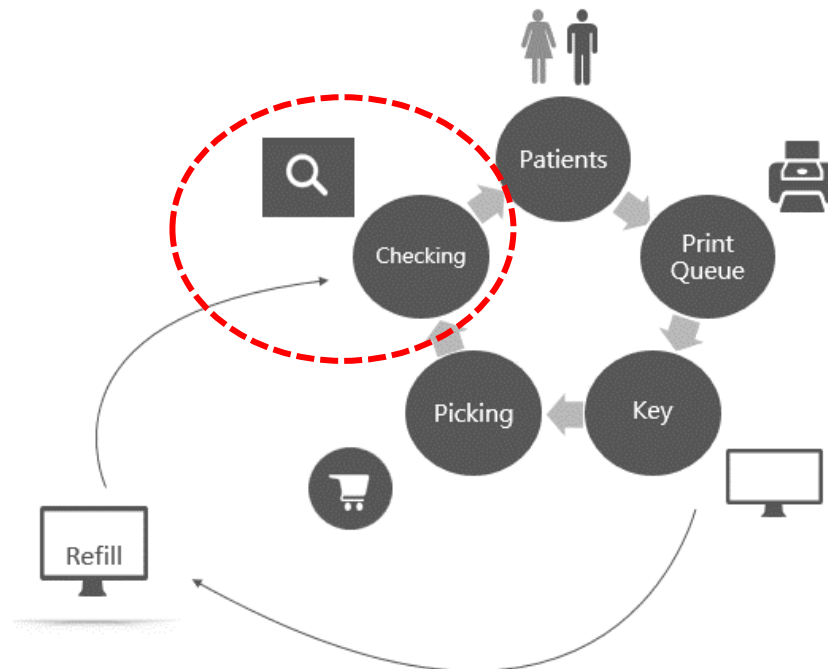 Patients
Print
Queue
Checking
Picking
Key
Refill